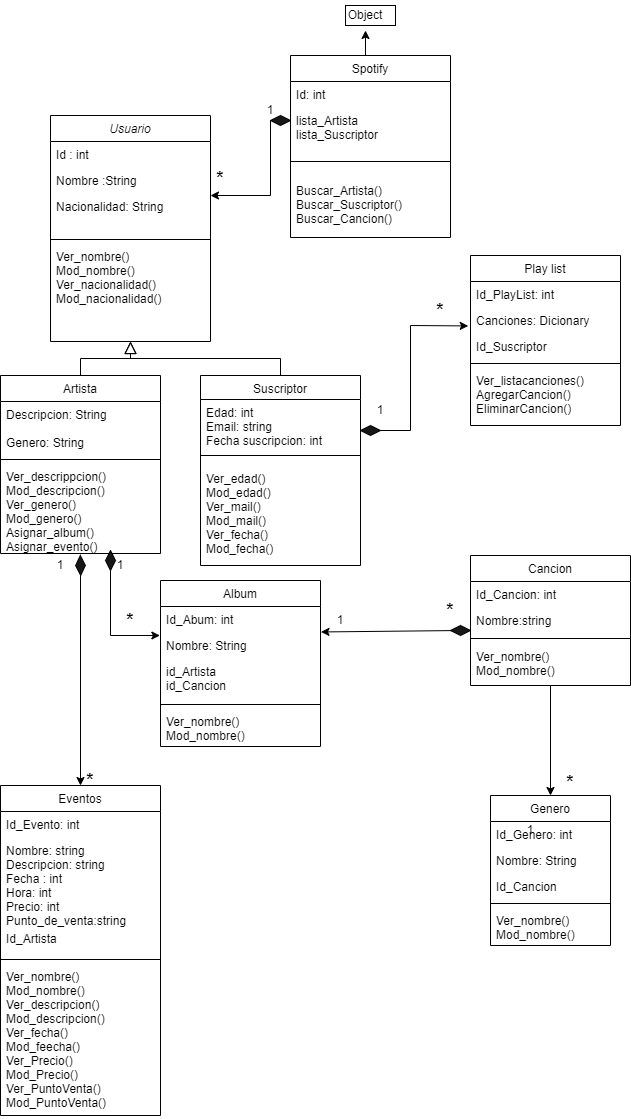 Object
Spotify
Id: int
lista_Artista
lista_Suscriptor
Buscar_Artista()
Buscar_Suscriptor()
Buscar_Cancion()
1
*
Usuario
Id : int
Nombre :String
Nacionalidad: String
Ver_nombre()
Mod_nombre()
Ver_nacionalidad()
Mod_nacionalidad()
Play list
Id_PlayList: int
Canciones: Dicionary
Id_Suscriptor
Ver_listacanciones()
AgregarCancion()
EliminarCancion()
*
1
Artista
Descripcion: String
Genero: String
Ver_descrippcion()
Mod_descripcion()
Ver_genero()
Mod_genero()
Asignar_album()
Asignar_evento()
Suscriptor
Edad: int
Email: string
Fecha suscripcion: int
Ver_edad()
Mod_edad()
Ver_mail()
Mod_mail()
Ver_fecha()
Mod_fecha()
1
1
*
Album
Id_Abum: int
Nombre: String
id_Artista
id_Cancion
Ver_nombre()
Mod_nombre()
1
*
Cancion
Id_Cancion: int
Nombre:string
Ver_nombre()
Mod_nombre()
*
*
Eventos
Id_Evento: int
Nombre: string
Descripcion: string
Fecha : int
Hora: int
Precio: int
Punto_de_venta:string
Id_Artista
Ver_nombre()
Mod_nombre()
Ver_descripcion()
Mod_descripcion()
Ver_fecha()
Mod_feecha()
Ver_Precio()
Mod_Precio()
Ver_PuntoVenta()
Mod_PuntoVenta()
Genero
1
Id_Genero: int
Nombre: String
Id_Cancion
Ver_nombre()
Mod_nombre()